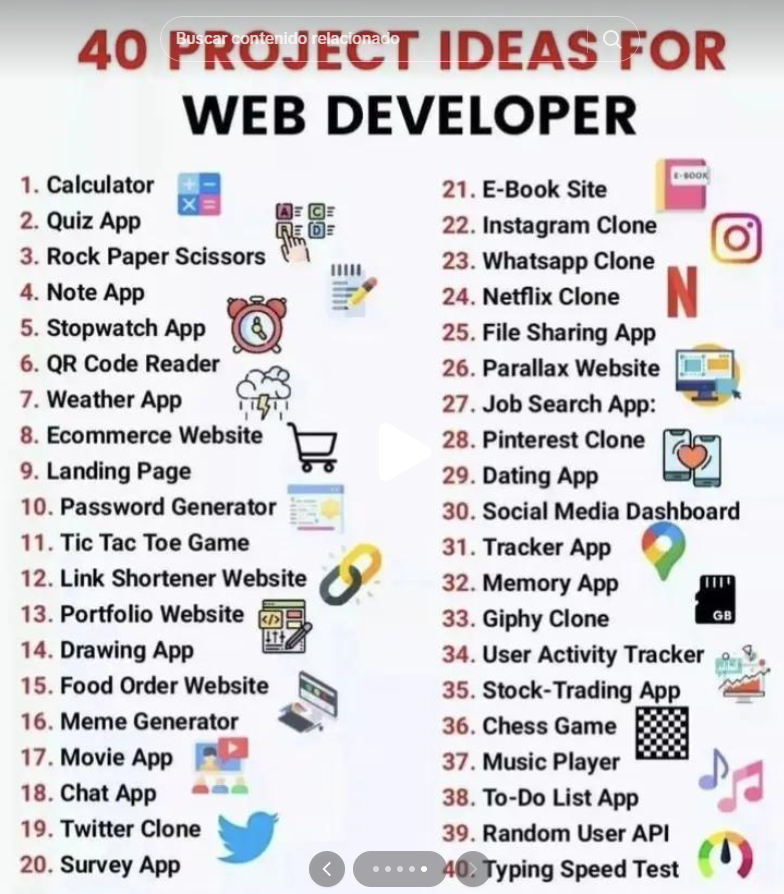 Buscar contenido relacionado
40 PROJECT IDEAS FOR
WEB DEVELOPER
1. Calculator
2. Quiz App
3. Rock Paper Scissors
4. Note App
5. Stopwatch App
6. QR Code Reader
7. Weather App
8. Ecommerce Website
9. Landing Page
10. Password Generator
11. Tic Tac Toe Game
12. Link Shortener Website
13. Portfolio Website
14. Drawing App
15. Food Order Website
16. Meme Generator
17. Movie App
18. Chat App
19. Twitter Clone
20. Survey App
21. E-Book Site
E-BOOK
22. Instagram Clone
23. Whatsapp Clone
24. Netflix Clone
N
25. File Sharing App
26. Parallax Website
27. Job Search App:
28. Pinterest Clone
29. Dating App
30. Social Media Dashboard
31. Tracker App
32. Memory App
GB
33. Giphy Clone
34. User Activity Tracker
35. Stock-Trading App
36. Chess Game
37. Music Player
38. To-Do List App
39. Random User API
40. Typing Speed Test